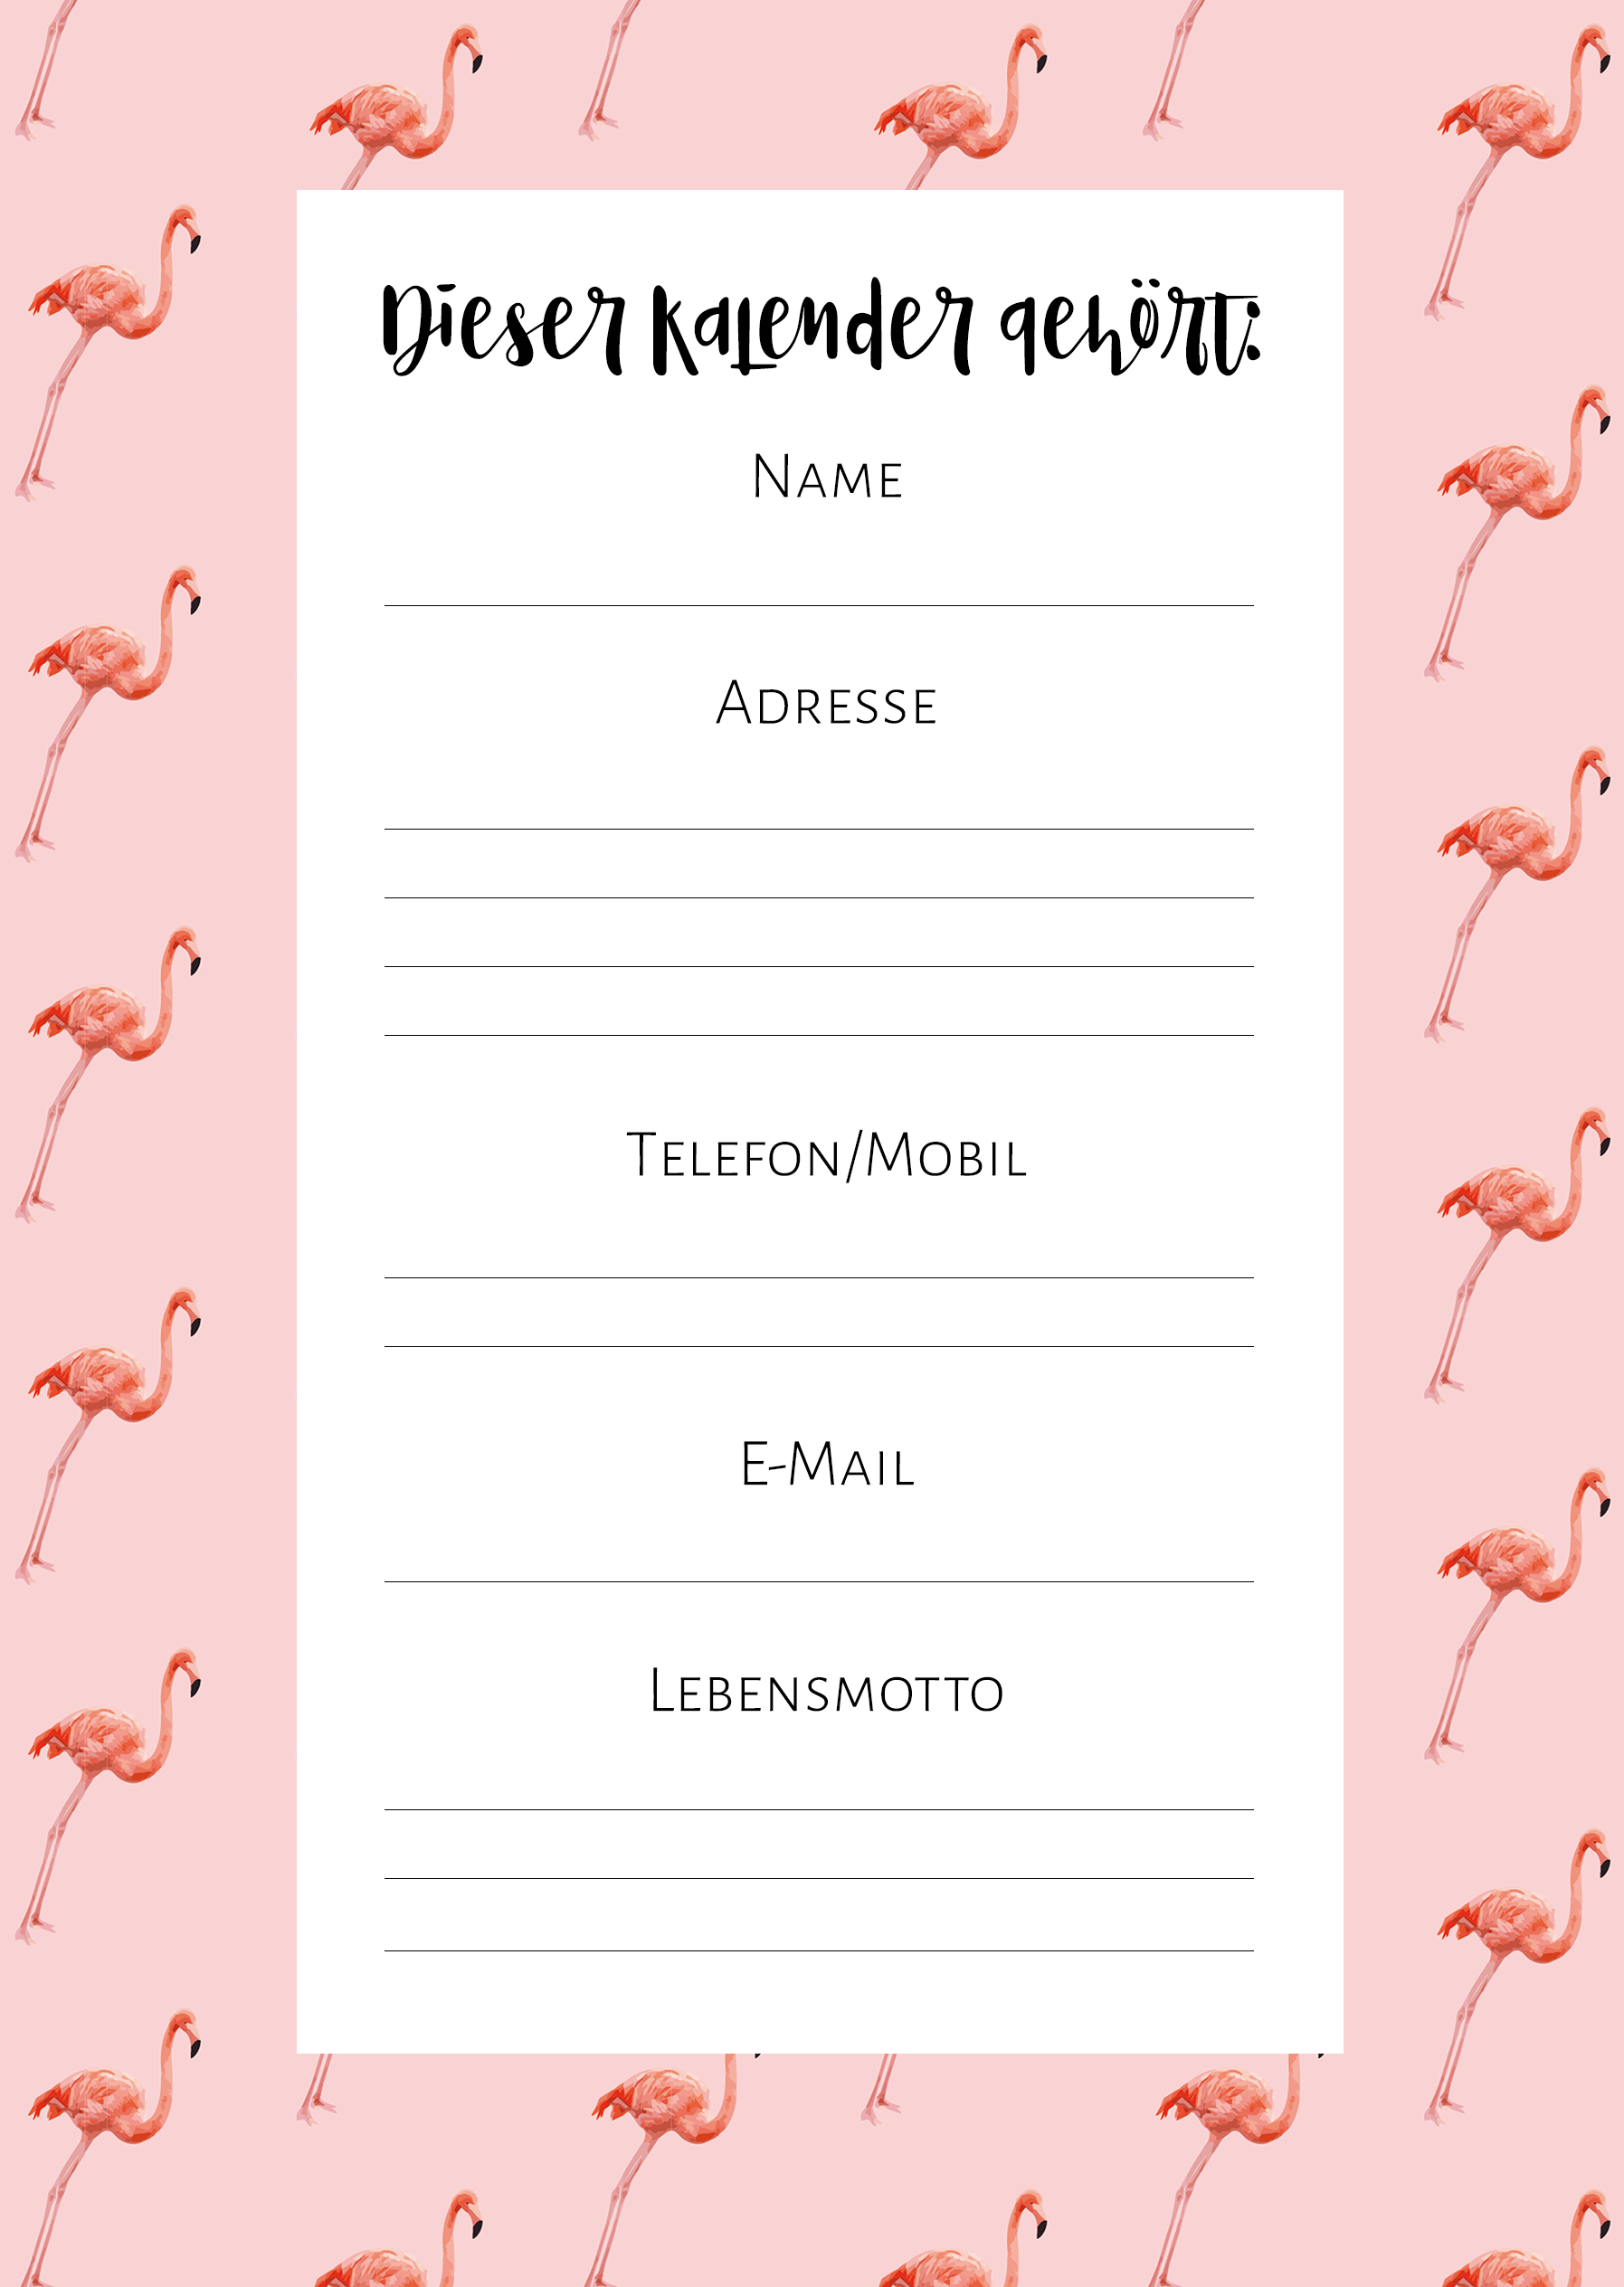 Dieser Kalender gehört:
Name
Adresse
Telefon/Mobil
E-Mail
Lebensmotto